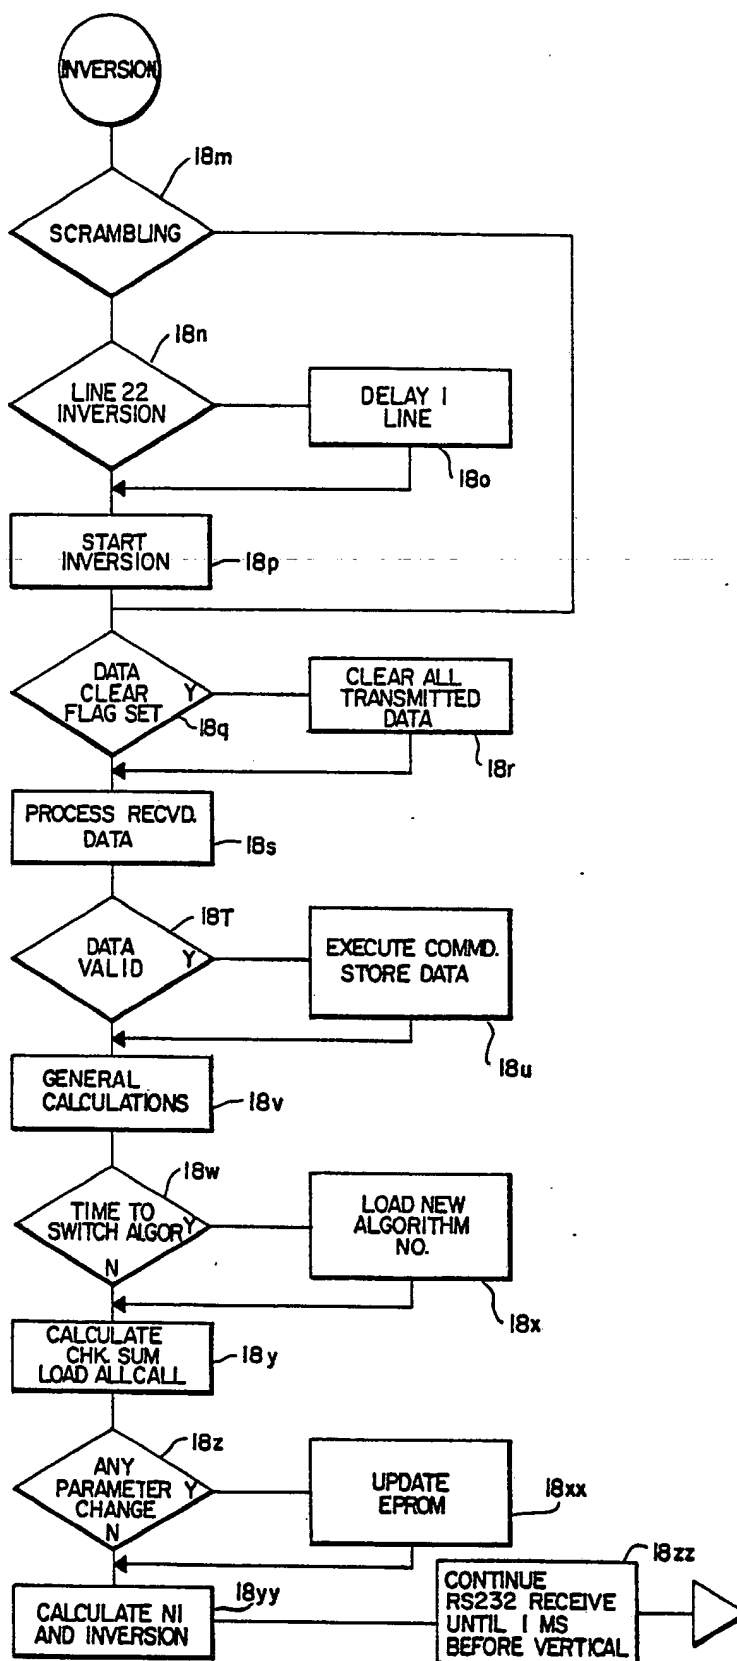 INVERSION
18m
SCRAMBLING
18n
LINE 22
INVERSION
DELAY 1
LINE
18o
START
INVERSION
18p
DATA
CLEAR Y
FLAG SET
18q
CLEAR ALL
TRANSMITTED
DATA
18r
PROCESS RECVD.
DATA
18s
18T
DATA
VALID Y
EXECUTE COMMD.
STORE DATA
18u
GENERAL
CALCULATIONS
18v
18w
TIME TO
SWITCH ALGOR Y
N
LOAD NEW
ALGORITHM
NO.
18x
CALCULATE
CHK. SUM
LOAD ALLCALL
18y
18z
ANY
PARAMETER Y
CHANGE
N
UPDATE
EPROM
18xx
18yy
CALCULATE N1
AND INVERSION
18zz
CONTINUE
RS232 RECEIVE
UNTIL 1 MS
BEFORE VERTICAL